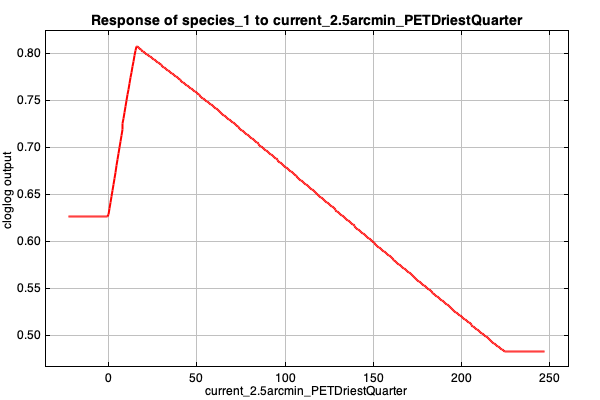 Response of species_1 to current_2.5arcmin_PETDriestQuarter
cloglog output
0.80
0.75
0.70
0.65
0.60
0.55
0.50
0 50 100 150 200 250
current_2.5arcmin_PETDriestQuarter